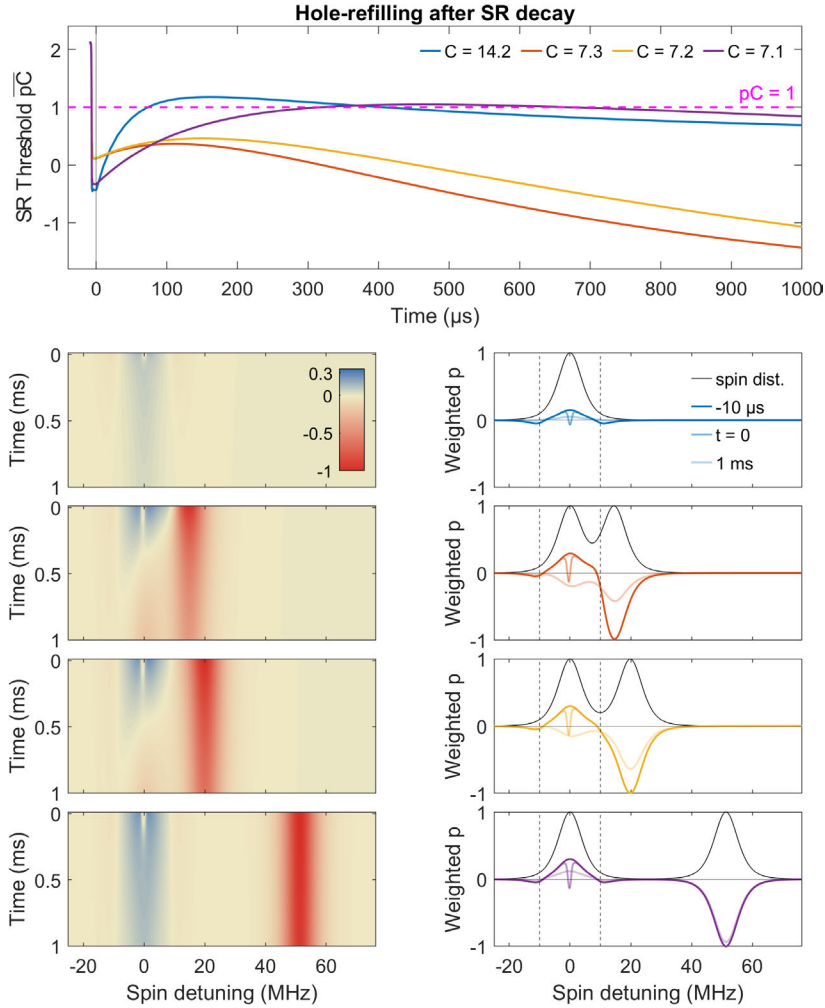 Hole-refilling after SR decay
C = 14.2 C = 7.3 C = 7.2 C = 7.1
pC = 1
SR Threshold p̅C̅
2
1
0
-1
0 100 200 300 400 500 600 700 800 900 1000
Time (µs)
Time (ms)
0
0.5
1
0.3
0
-0.5
-1
Weighted p
1
0
-1
spin dist.
-10 µs
t = 0
1 ms
Time (ms)
0
0.5
1
Weighted p
1
0
-1
Time (ms)
0
0.5
1
Weighted p
1
0
-1
Time (ms)
0
0.5
1
-20 0 20 40 60
Spin detuning (MHz)
Weighted p
1
0
-1
-20 0 20 40 60
Spin detuning (MHz)